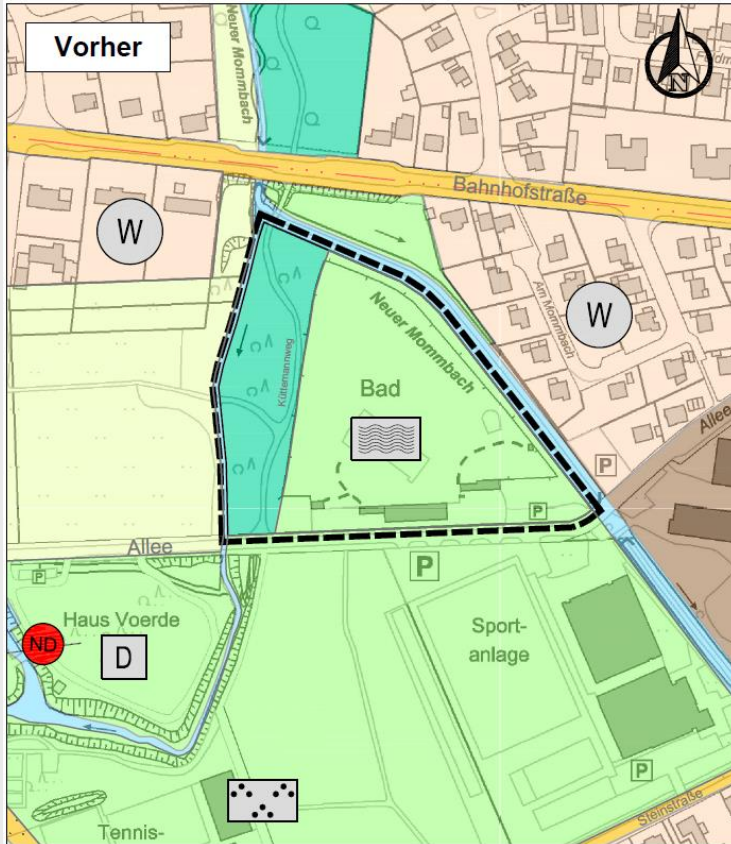 Vorher
Neuer Mommbach
N
Bahnhofstraße
W
Am Mommbach
W
Neuer Mommbach
Küttemannweg
Bad
Allee
P
P
Allee
P
P
Haus Voerde
ND
D
Sport-
anlage
P
Steinstraße
Tennis-